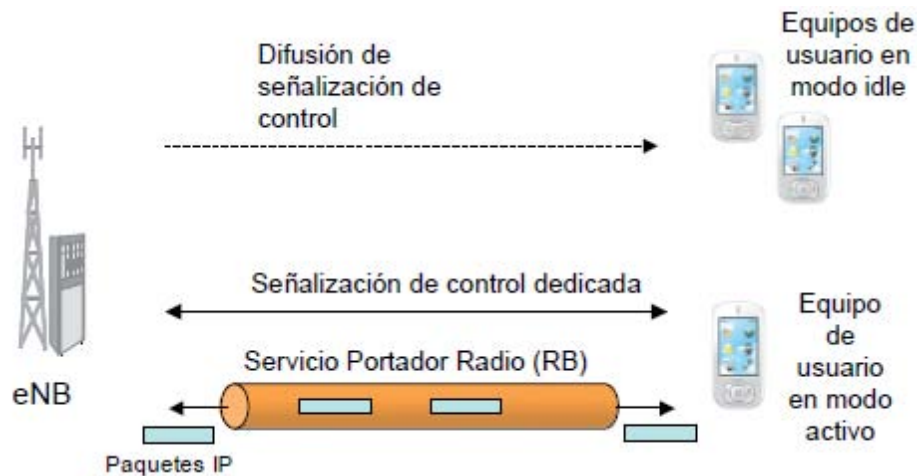 Difusión de
señalización de
control
Equipos de
usuario en
modo idle
Señalización de control dedicada
Servicio Portador Radio (RB)
Equipo
de
usuario
en modo
activo
eNB
Paquetes IP